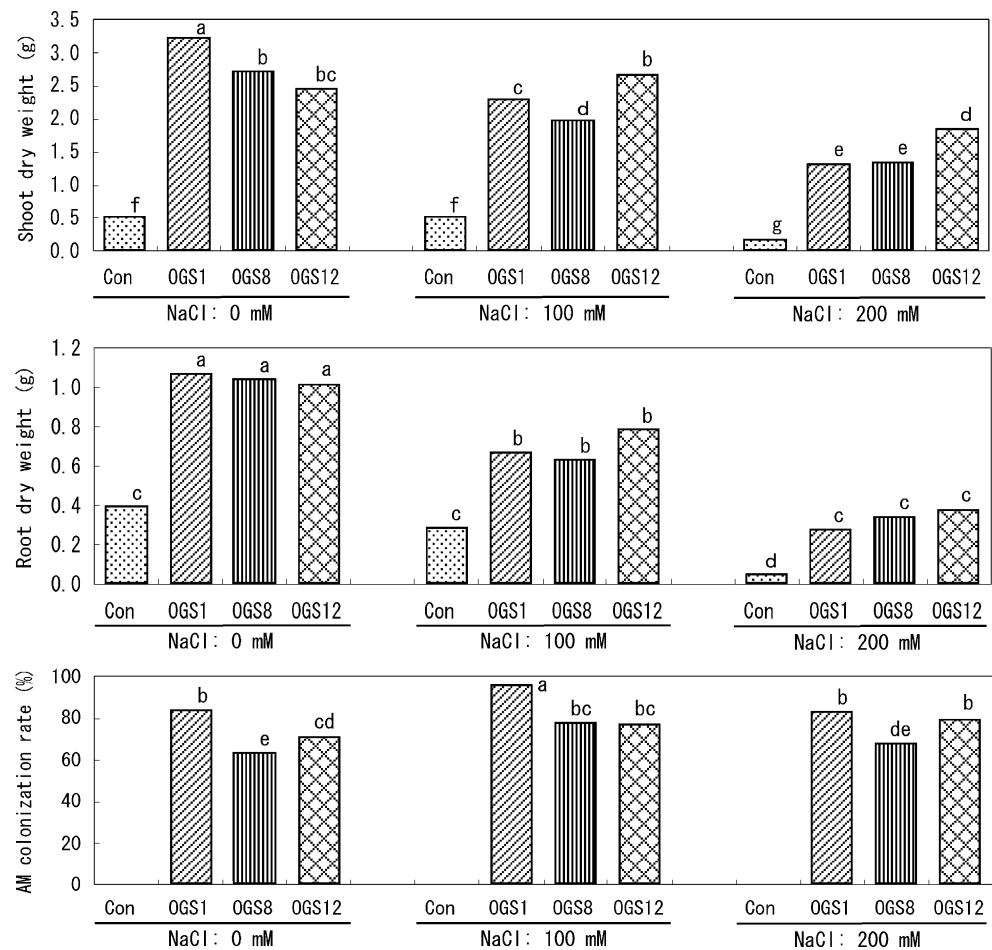 Shoot dry weight (g)
3.5
3.0
2.5
2.0
1.5
1.0
0.5
0.0
f a b bc f c d b g e e d
Con OGS1 OGS8 OGS12 Con OGS1 OGS8 OGS12 Con OGS1 OGS8 OGS12
NaCl: 0 mM NaCl: 100 mM NaCl: 200 mM
Root dry weight (g)
1.2
1.0
0.8
0.6
0.4
0.2
0.0
c a a a c b b b d c c c
Con OGS1 OGS8 OGS12 Con OGS1 OGS8 OGS12 Con OGS1 OGS8 OGS12
NaCl: 0 mM NaCl: 100 mM NaCl: 200 mM
AM colonization rate (%)
100
80
60
40
20
0
b e cd a bc bc b de b
Con OGS1 OGS8 OGS12 Con OGS1 OGS8 OGS12 Con OGS1 OGS8 OGS12
NaCl: 0 mM NaCl: 100 mM NaCl: 200 mM